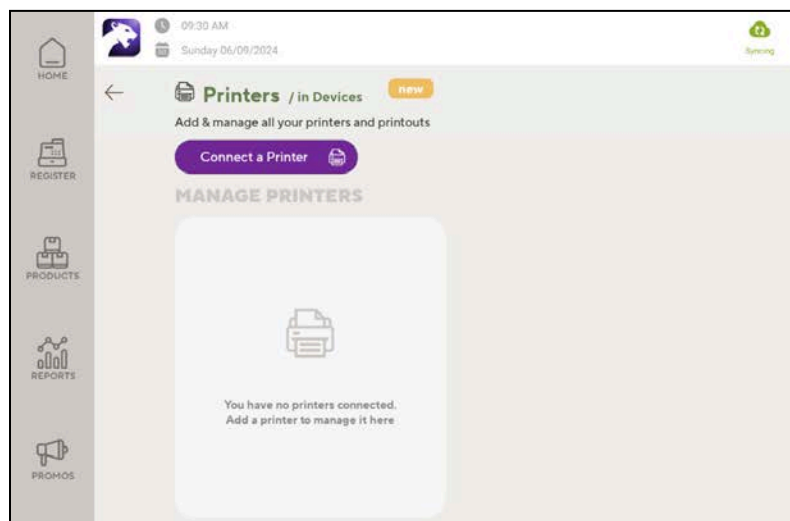 HOME
REGISTER
PRODUCTS
REPORTS
PROMOS
09:30 AM
Sunday 06/09/2024
Syncing
Printers / in Devices new
Add & manage all your printers and printouts
Connect a Printer
MANAGE PRINTERS
You have no printers connected.
Add a printer to manage it here